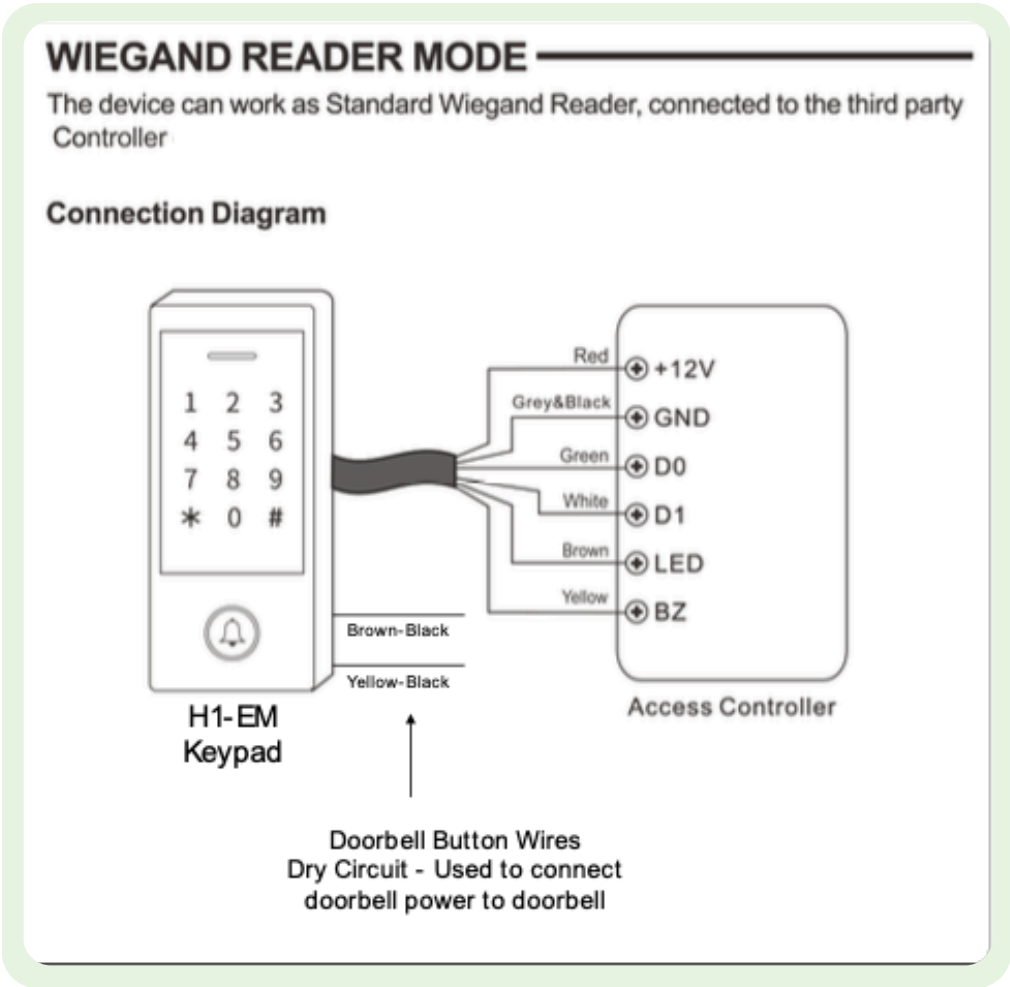 WIEGAND READER MODE
The device can work as Standard Wiegand Reader, connected to the third party
Controller
Connection Diagram
1 2 3
4 5 6
7 8 9
* 0 #
Red
+12V
Grey&Black
GND
Green
D0
White
D1
Brown
LED
Yellow
BZ
Brown-Black
Yellow-Black
H1-EM
Keypad
Access Controller
Doorbell Button Wires
Dry Circuit - Used to connect
doorbell power to doorbell